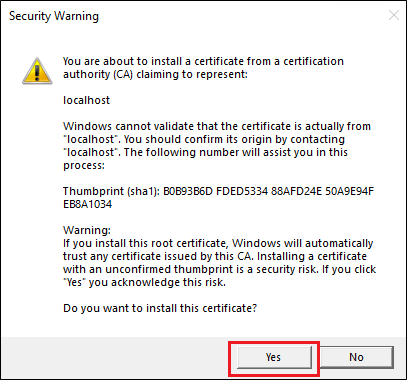 Security Warning
You are about to install a certificate from a certification
authority (CA) claiming to represent:
localhost
Windows cannot validate that the certificate is actually from
"localhost". You should confirm its origin by contacting
"localhost". The following number will assist you in this
process:
Thumbprint (sha1): B0B93B6D FDED5334 88AFD24E 50A9E94F
EB8A1034
Warning:
If you install this root certificate, Windows will automatically
trust any certificate issued by this CA. Installing a certificate
with an unconfirmed thumbprint is a security risk. If you click
"Yes" you acknowledge this risk.
Do you want to install this certificate?
Yes
No